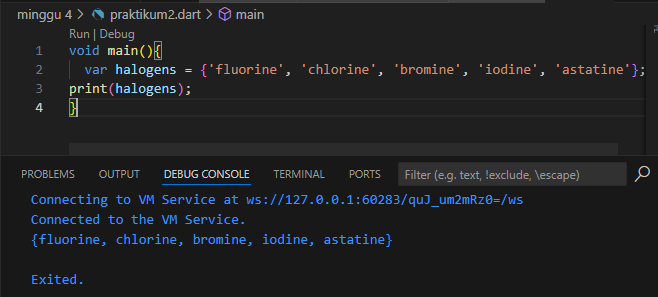 minggu 4 > praktikum2.dart > main
Run | Debug
1 void main(){
2 var halogens = {'fluorine', 'chlorine', 'bromine', 'iodine', 'astatine'};
3 print(halogens);
4 }
PROBLEMS OUTPUT DEBUG CONSOLE TERMINAL PORTS Filter (e.g. text, !exclude, \escape)
Connecting to VM Service at ws://127.0.0.1:60283/quJ_um2mRz0=/ws
Connected to the VM Service.
{fluorine, chlorine, bromine, iodine, astatine}
Exited.